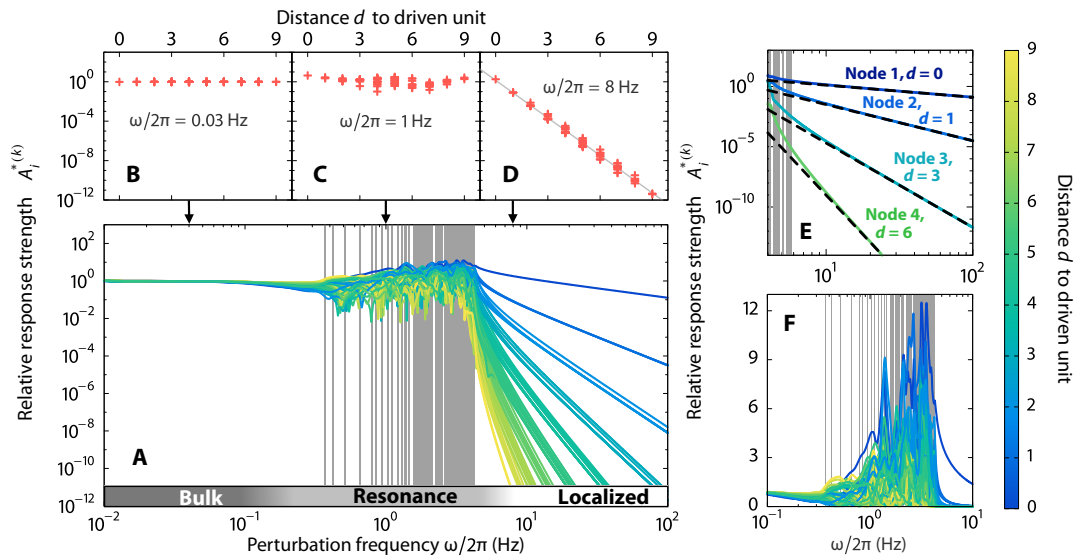 Distance d to driven unit
0 3 6 9 0 3 6 9 0 3 6 9
10^0
10^-4
10^-8
10^-12
Relative response strength A_i^*(k)
ω/2π = 0.03 Hz
B
ω/2π = 1 Hz
C
ω/2π = 8 Hz
D
10^2
10^0
10^-2
10^-4
10^-6
10^-8
10^-10
10^-12
Relative response strength
A
Bulk Resonance Localized
10^-2 10^-1 10^0 10^1 10^2
Perturbation frequency ω/2π (Hz)
10^0
10^-5
10^-10
Relative response strength A_i^*(k)
Node 1, d = 0
Node 2,
d = 1
Node 3,
d = 3
Node 4,
d = 6
E
10^1 10^2
12
9
6
3
0
F
10^-1 10^0 10^1
ω/2π (Hz)
9
8
7
6
5
4
3
2
1
0
Distance d to driven unit